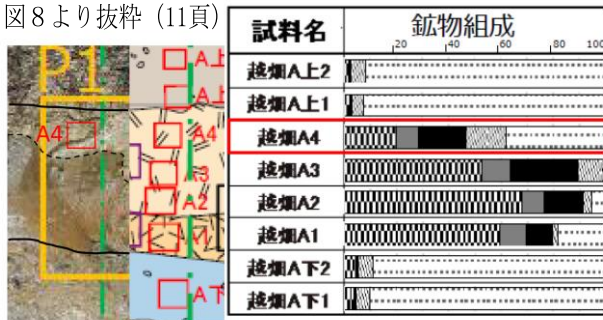 図8より抜粋（11頁）
P1
A4
A上
A上
A4
A3
A2
A1
A下
試料名 鉱物組成
20 40 60 80 100
越畑A上2
越畑A上1
越畑A4
越畑A3
越畑A2
越畑A1
越畑A下2
越畑A下1